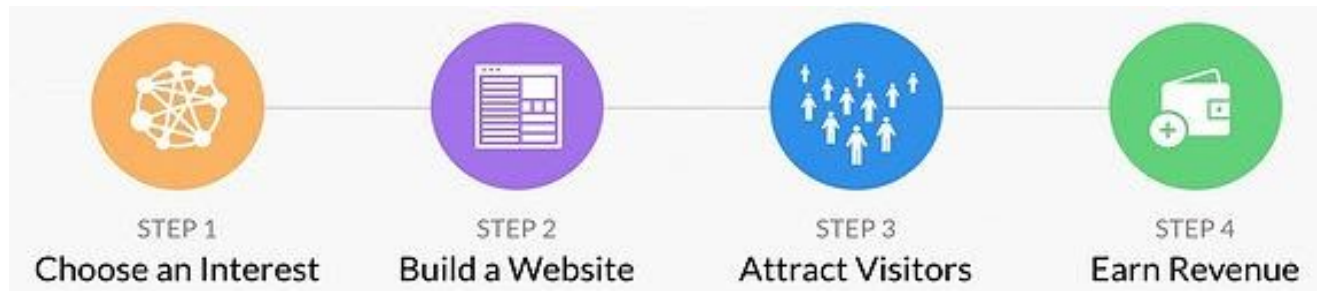 STEP 1
Choose an Interest
STEP 2
Build a Website
STEP 3
Attract Visitors
STEP 4
Earn Revenue